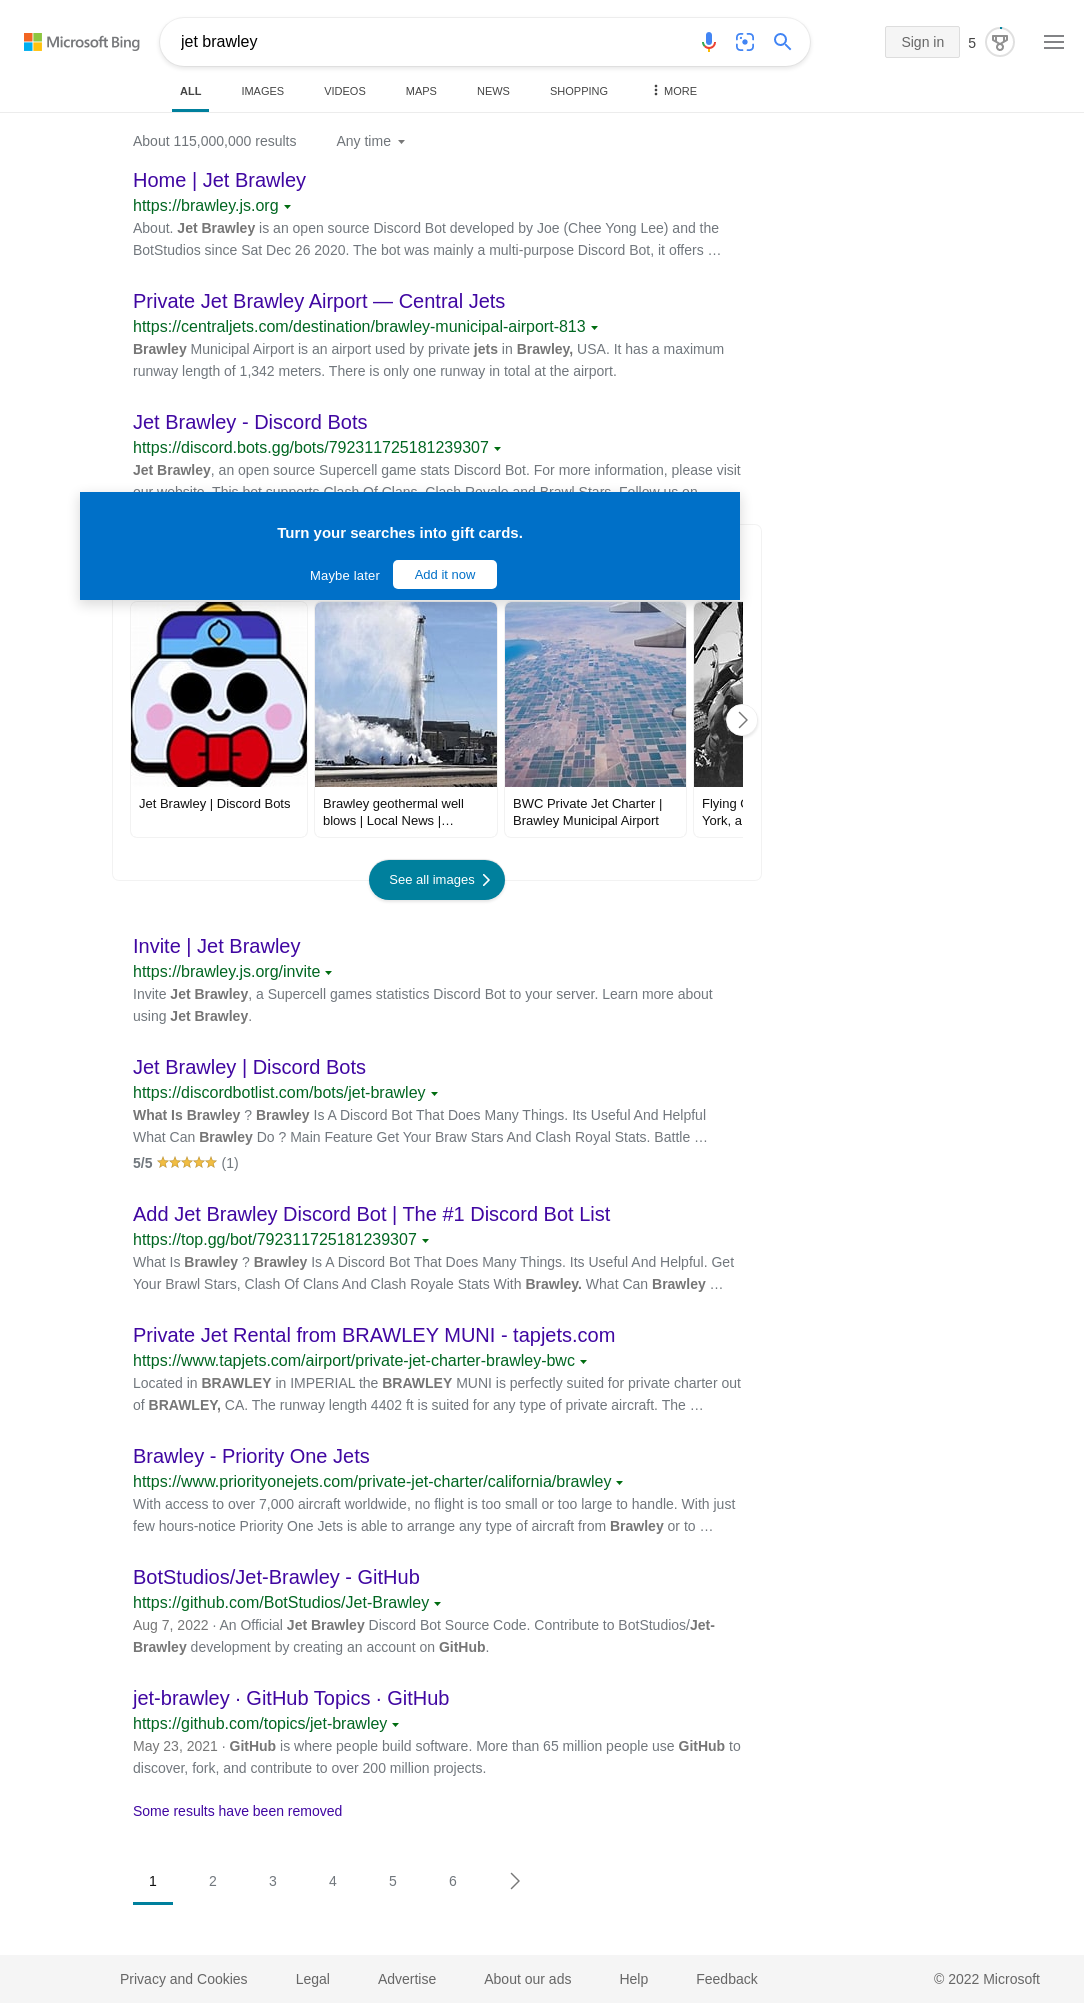 Microsoft Bing
jet brawley
Sign in
5
ALL
IMAGES
VIDEOS
MAPS
NEWS
SHOPPING
MORE
About 115,000,000 results
Any time
Home | Jet Brawley
https://brawley.js.org
About. Jet Brawley is an open source Discord Bot developed by Joe (Chee Yong Lee) and the
BotStudios since Sat Dec 26 2020. The bot was mainly a multi-purpose Discord Bot, it offers …
Private Jet Brawley Airport — Central Jets
https://centraljets.com/destination/brawley-municipal-airport-813
Brawley Municipal Airport is an airport used by private jets in Brawley, USA. It has a maximum
runway length of 1,342 meters. There is only one runway in total at the airport.
Jet Brawley - Discord Bots
https://discord.bots.gg/bots/792311725181239307
Jet Brawley, an open source Supercell game stats Discord Bot. For more information, please visit
our website. This bot supports Clash Of Clans, Clash Royale and Brawl Stars. Follow us on
Turn your searches into gift cards.
Maybe later
Add it now
Jet Brawley | Discord Bots
Brawley geothermal well
blows | Local News |…
BWC Private Jet Charter |
Brawley Municipal Airport
Flying
York, a
See all images
Invite | Jet Brawley
https://brawley.js.org/invite
Invite Jet Brawley, a Supercell games statistics Discord Bot to your server. Learn more about
using Jet Brawley.
Jet Brawley | Discord Bots
https://discordbotlist.com/bots/jet-brawley
What Is Brawley ? Brawley Is A Discord Bot That Does Many Things. Its Useful And Helpful
What Can Brawley Do ? Main Feature Get Your Braw Stars And Clash Royal Stats. Battle …
5/5 (1)
Add Jet Brawley Discord Bot | The #1 Discord Bot List
https://top.gg/bot/792311725181239307
What Is Brawley ? Brawley Is A Discord Bot That Does Many Things. Its Useful And Helpful. Get
Your Brawl Stars, Clash Of Clans And Clash Royale Stats With Brawley. What Can Brawley …
Private Jet Rental from BRAWLEY MUNI - tapjets.com
https://www.tapjets.com/airport/private-jet-charter-brawley-bwc
Located in BRAWLEY in IMPERIAL the BRAWLEY MUNI is perfectly suited for private charter out
of BRAWLEY, CA. The runway length 4402 ft is suited for any type of private aircraft. The …
Brawley - Priority One Jets
https://www.priorityonejets.com/private-jet-charter/california/brawley
With access to over 7,000 aircraft worldwide, no flight is too small or too large to handle. With just
few hours-notice Priority One Jets is able to arrange any type of aircraft from Brawley or to …
BotStudios/Jet-Brawley - GitHub
https://github.com/BotStudios/Jet-Brawley
Aug 7, 2022 · An Official Jet Brawley Discord Bot Source Code. Contribute to BotStudios/Jet-
Brawley development by creating an account on GitHub.
jet-brawley · GitHub Topics · GitHub
https://github.com/topics/jet-brawley
May 23, 2021 · GitHub is where people build software. More than 65 million people use GitHub to
discover, fork, and contribute to over 200 million projects.
Some results have been removed
1
2
3
4
5
6
Privacy and Cookies
Legal
Advertise
About our ads
Help
Feedback
© 2022 Microsoft